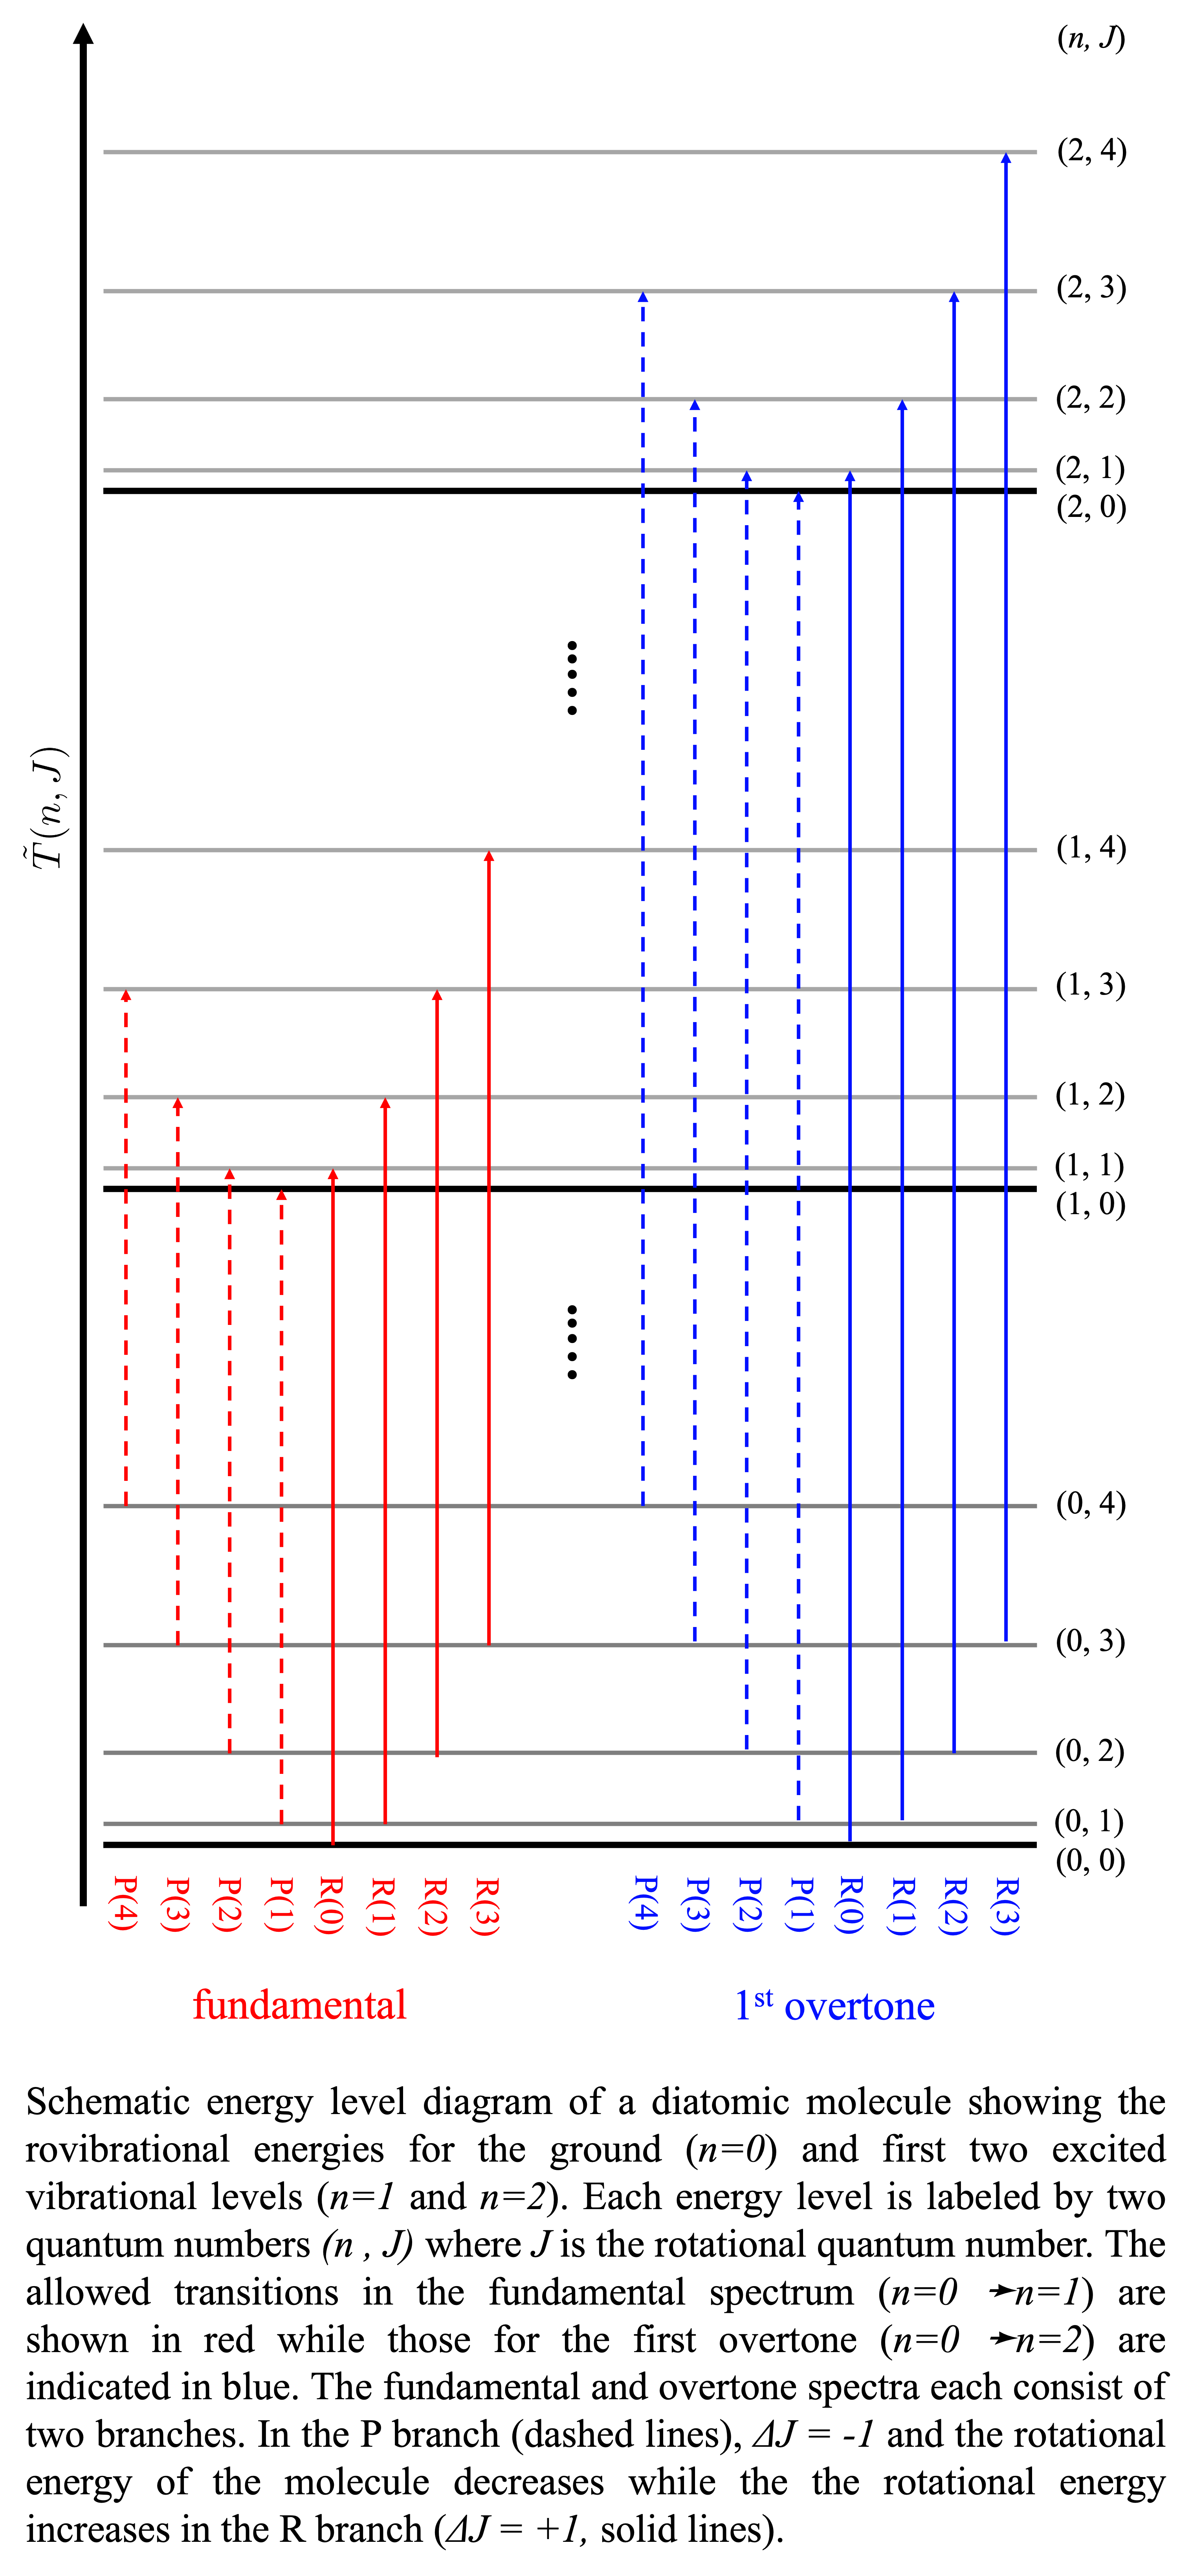 (n, J)
(2, 4)
(2, 3)
(2, 2)
(2, 1)
(2, 0)
T̃(n, J)
(1, 4)
(1, 3)
(1, 2)
(1, 1)
(1, 0)
(0, 4)
(0, 3)
(0, 2)
(0, 1)
(0, 0)
P(4) P(3) P(2) P(1) R(0) R(1) R(2) R(3) P(4) P(3) P(2) P(1) R(0) R(1) R(2) R(3)
fundamental 1st overtone
Schematic energy level diagram of a diatomic molecule showing the
rovibrational energies for the ground (n=0) and first two excited
vibrational levels (n=1 and n=2). Each energy level is labeled by two
quantum numbers (n , J) where J is the rotational quantum number. The
allowed transitions in the fundamental spectrum (n=0 →n=1) are
shown in red while those for the first overtone (n=0 →n=2) are
indicated in blue. The fundamental and overtone spectra each consist of
two branches. In the P branch (dashed lines), ΔJ = -1 and the rotational
energy of the molecule decreases while the the rotational energy
increases in the R branch (ΔJ = +1, solid lines).